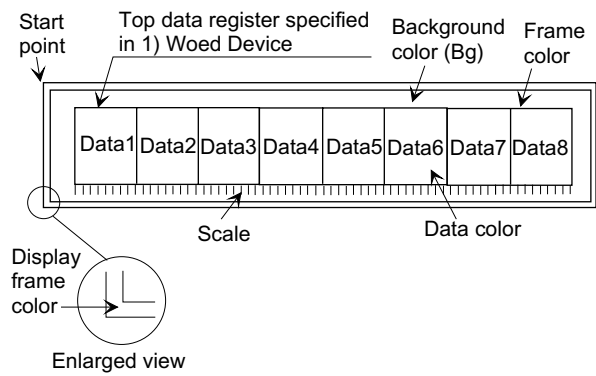 Start
point
Top data register specified
in 1) Woed Device
Background
color (Bg)
Frame
color
Data1 Data2 Data3 Data4 Data5 Data6 Data7 Data8
Scale
Data color
Display
frame
color
Enlarged view